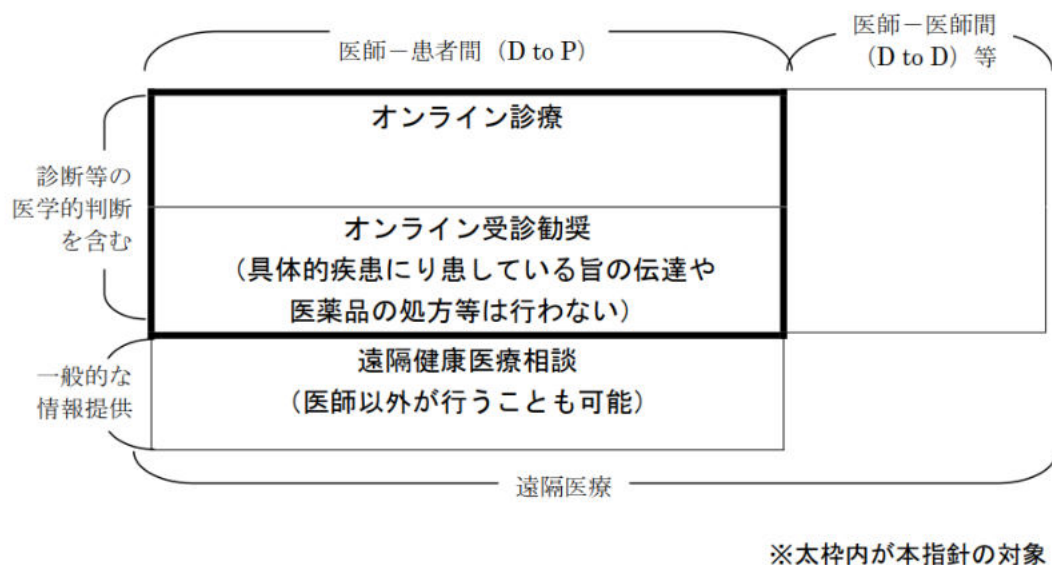 医師－患者間（D to P）
医師－医師間
（D to D）等
診断等の
医学的判断
を含む
オンライン診療
オンライン受診勧奨
（具体的疾患にり患している旨の伝達や
医薬品の処方等は行わない）
一般的な
情報提供
遠隔健康医療相談
（医師以外が行うことも可能）
遠隔医療
※太枠内が本指針の対象